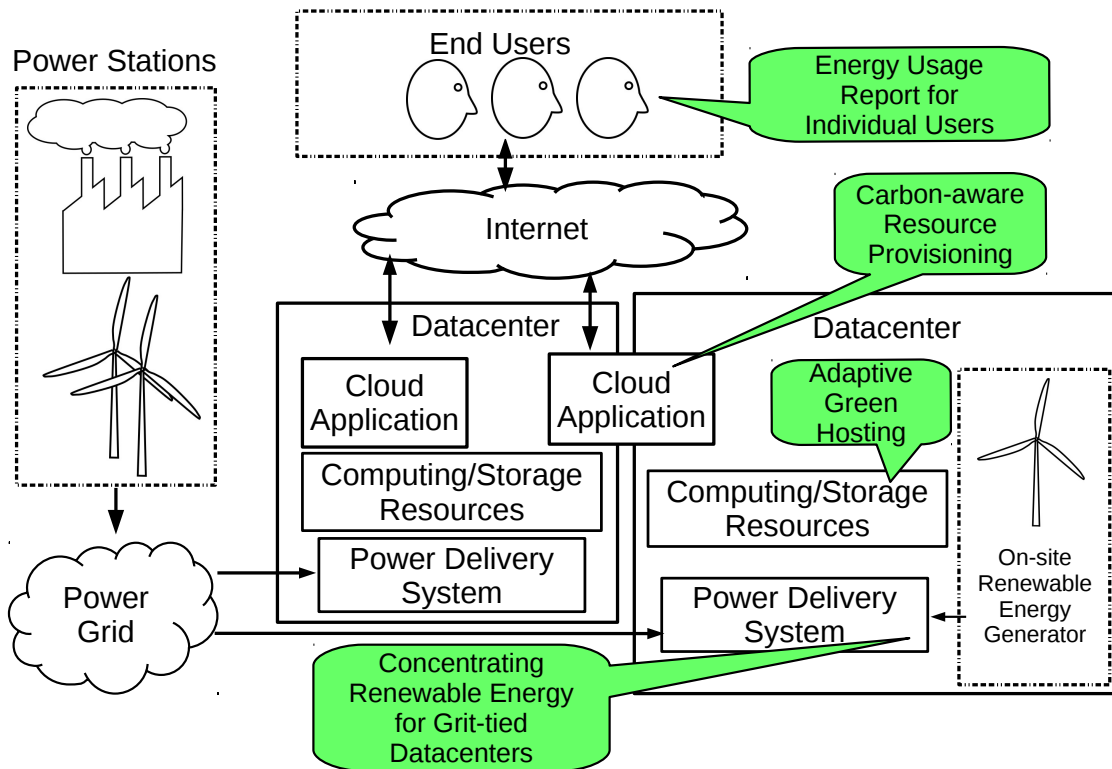 Power Stations
End Users
Energy Usage
Report for
Individual Users
Internet
Carbon-aware
Resource
Provisioning
Datacenter
Cloud
Application
Cloud
Application
Computing/Storage
Resources
Power Delivery
System
Datacenter
Adaptive
Green
Hosting
Computing/Storage
Resources
Power Delivery
System
On-site
Renewable
Energy
Generator
Power
Grid
Concentrating
Renewable Energy
for Grit-tied
Datacenters